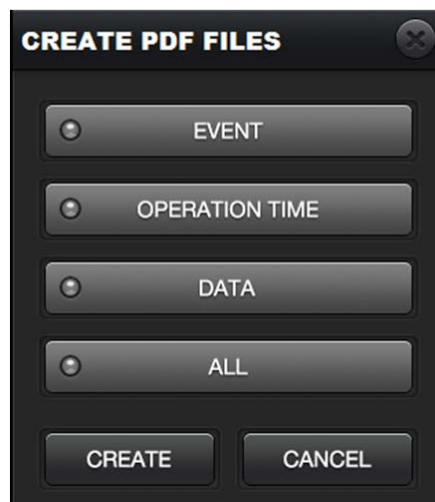 CREATE PDF FILES
EVENT
OPERATION TIME
DATA
ALL
CREATE CANCEL